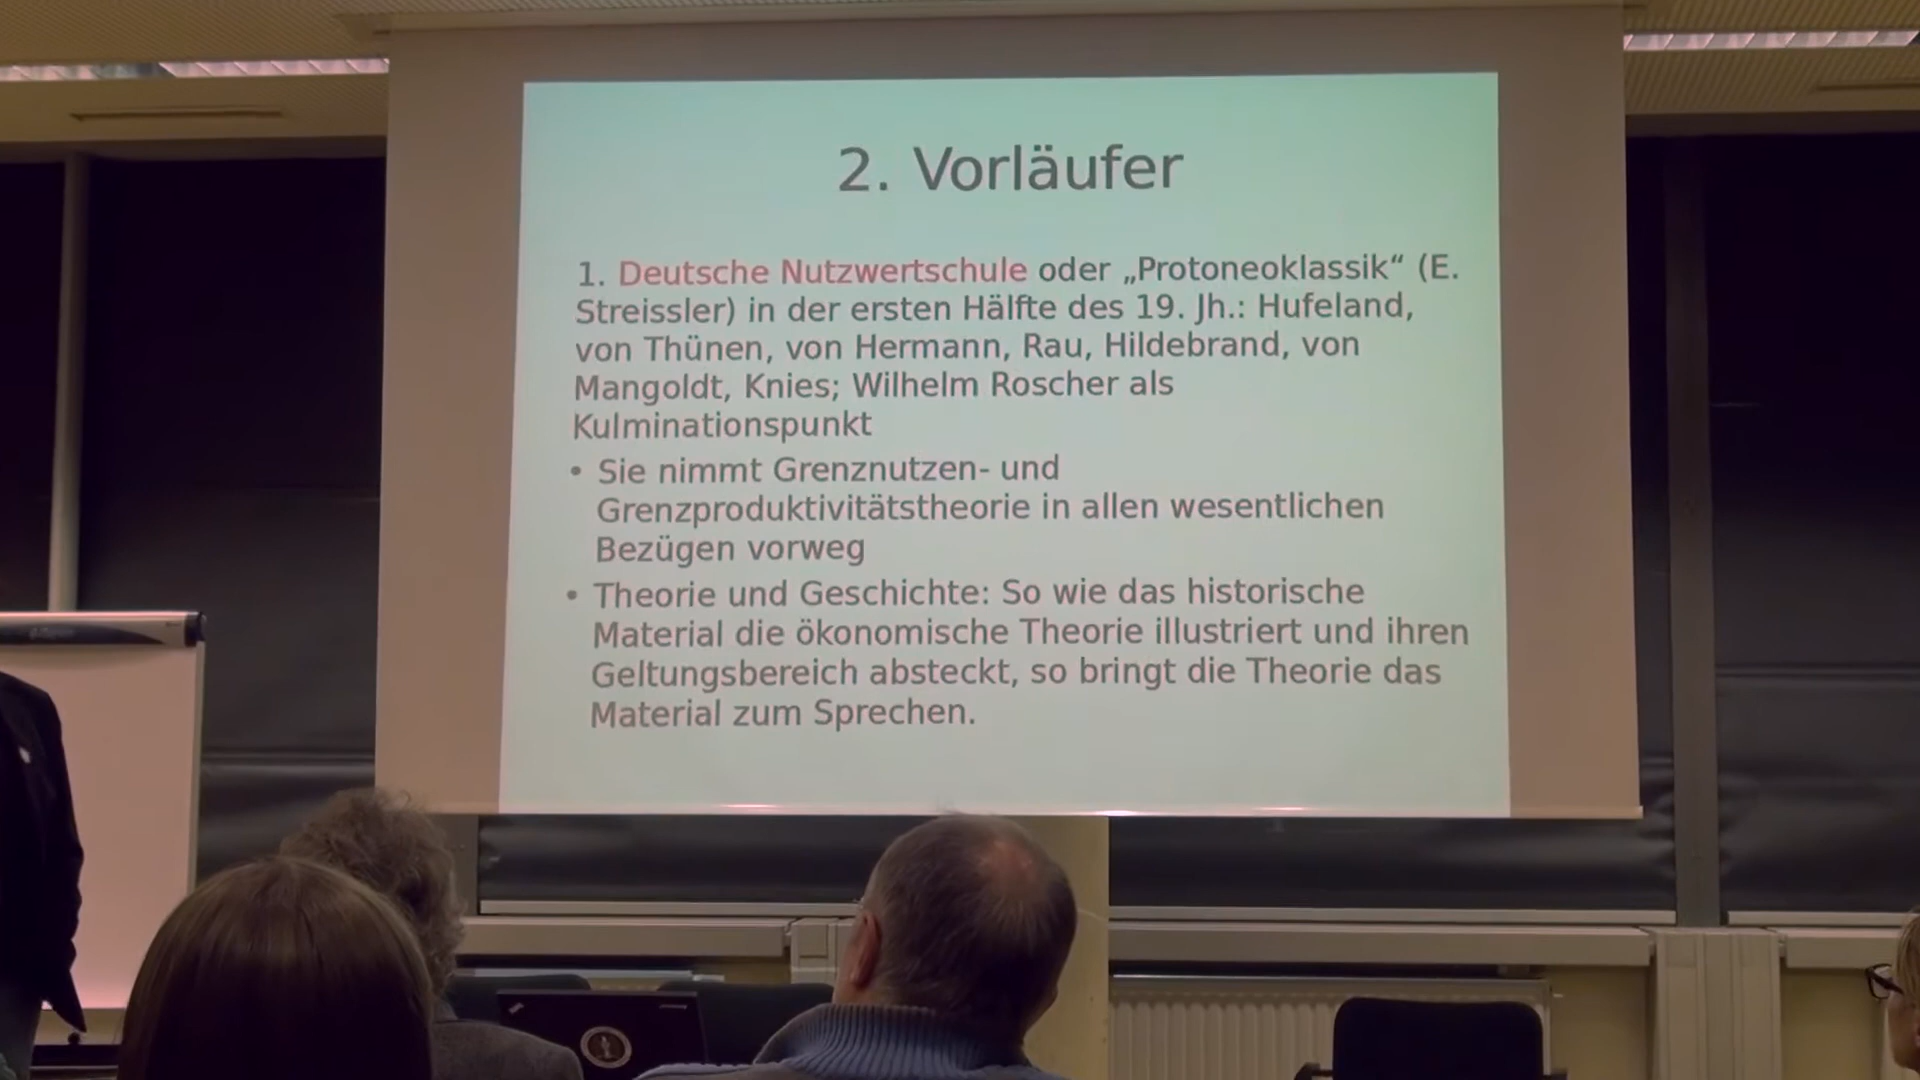 2. Vorläufer
1. Deutsche Nutzwertschule oder „Protoneoklassik“ (E.
Streissler) in der ersten Hälfte des 19. Jh.: Hufeland,
von Thünen, von Hermann, Rau, Hildebrand, von
Mangoldt, Knies; Wilhelm Roscher als
Kulminationspunkt
• Sie nimmt Grenznutzen- und
Grenzproduktivitätstheorie in allen wesentlichen
Bezügen vorweg
• Theorie und Geschichte: So wie das historische
Material die ökonomische Theorie illustriert und ihren
Geltungsbereich absteckt, so bringt die Theorie das
Material zum Sprechen.